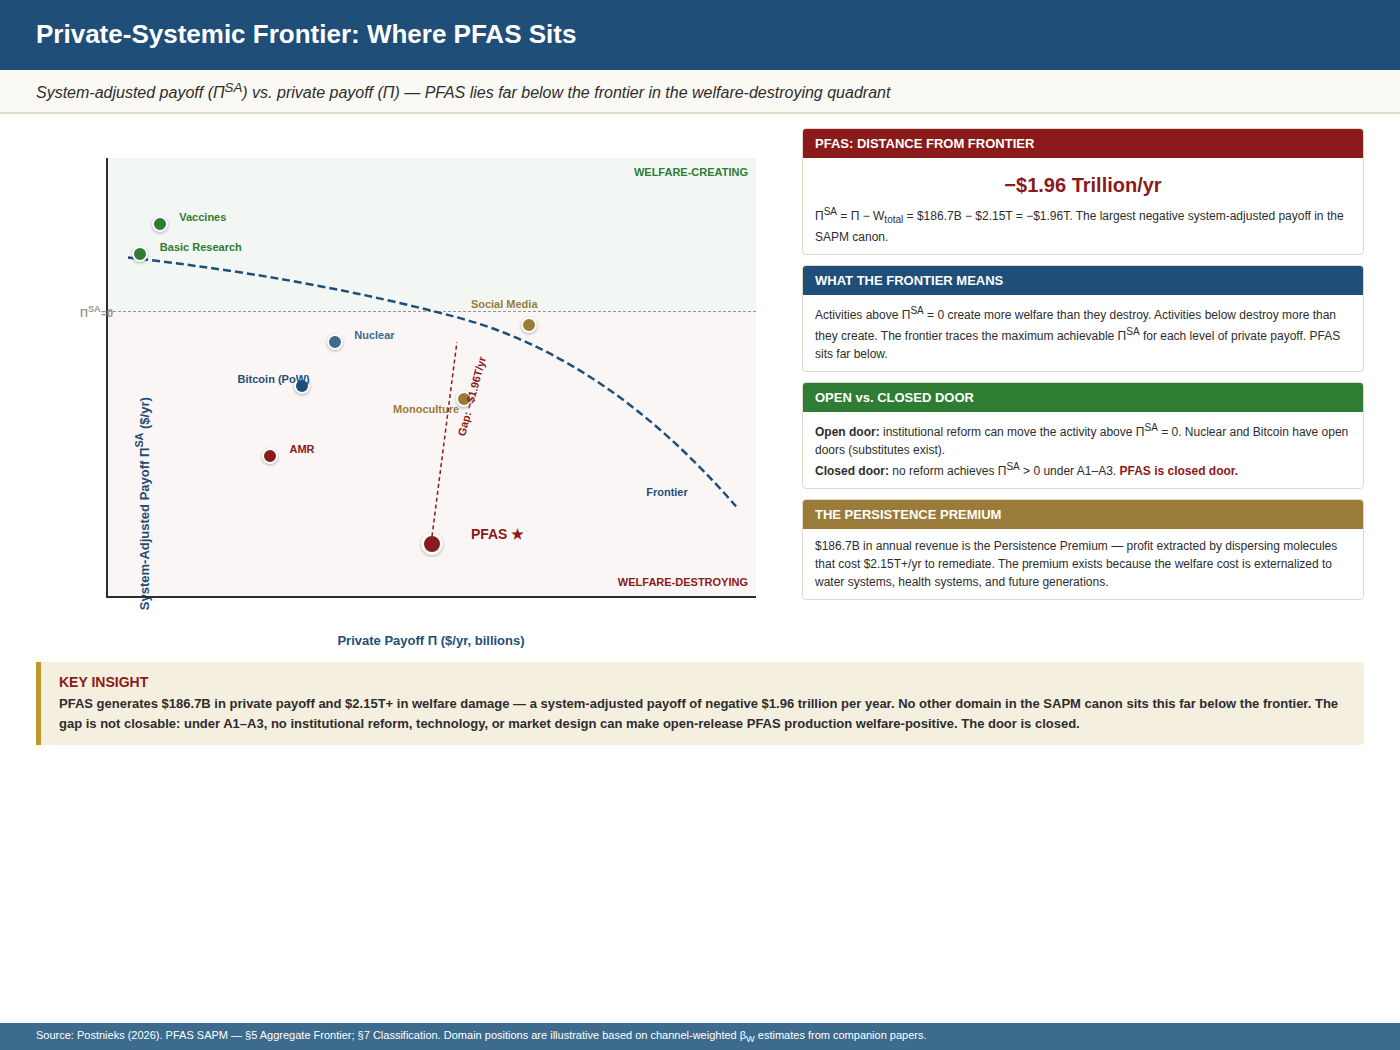 Private-Systemic Frontier: Where PFAS Sits
System-adjusted payoff (Π^SA) vs. private payoff (Π) — PFAS lies far below the frontier in the welfare-destroying quadrant
WELFARE-CREATING
Vaccines
Basic Research
Social Media
Π^SA=0
Nuclear
Bitcoin (PoW)
Monoculture
Gap: −$1.96T/yr
AMR
Frontier
PFAS ★
WELFARE-DESTROYING
System-Adjusted Payoff Π^SA ($/yr)
Private Payoff Π ($/yr, billions)
PFAS: DISTANCE FROM FRONTIER
−$1.96 Trillion/yr
Π^SA = Π − W_total = $186.7B − $2.15T = −$1.96T. The largest negative system-adjusted payoff in the
SAPM canon.
WHAT THE FRONTIER MEANS
Activities above Π^SA = 0 create more welfare than they destroy. Activities below destroy more than
they create. The frontier traces the maximum achievable Π^SA for each level of private payoff. PFAS
sits far below.
OPEN vs. CLOSED DOOR
Open door: institutional reform can move the activity above Π^SA = 0. Nuclear and Bitcoin have open
doors (substitutes exist).
Closed door: no reform achieves Π^SA > 0 under A1–A3. PFAS is closed door.
THE PERSISTENCE PREMIUM
$186.7B in annual revenue is the Persistence Premium — profit extracted by dispersing molecules
that cost $2.15T+/yr to remediate. The premium exists because the welfare cost is externalized to
water systems, health systems, and future generations.
KEY INSIGHT
PFAS generates $186.7B in private payoff and $2.15T+ in welfare damage — a system-adjusted payoff of negative $1.96 trillion per year. No other domain in the SAPM canon sits this far below the frontier. The
gap is not closable: under A1–A3, no institutional reform, technology, or market design can make open-release PFAS production welfare-positive. The door is closed.
Source: Postnieks (2026). PFAS SAPM — §5 Aggregate Frontier; §7 Classification. Domain positions are illustrative based on channel-weighted β_W estimates from companion papers.